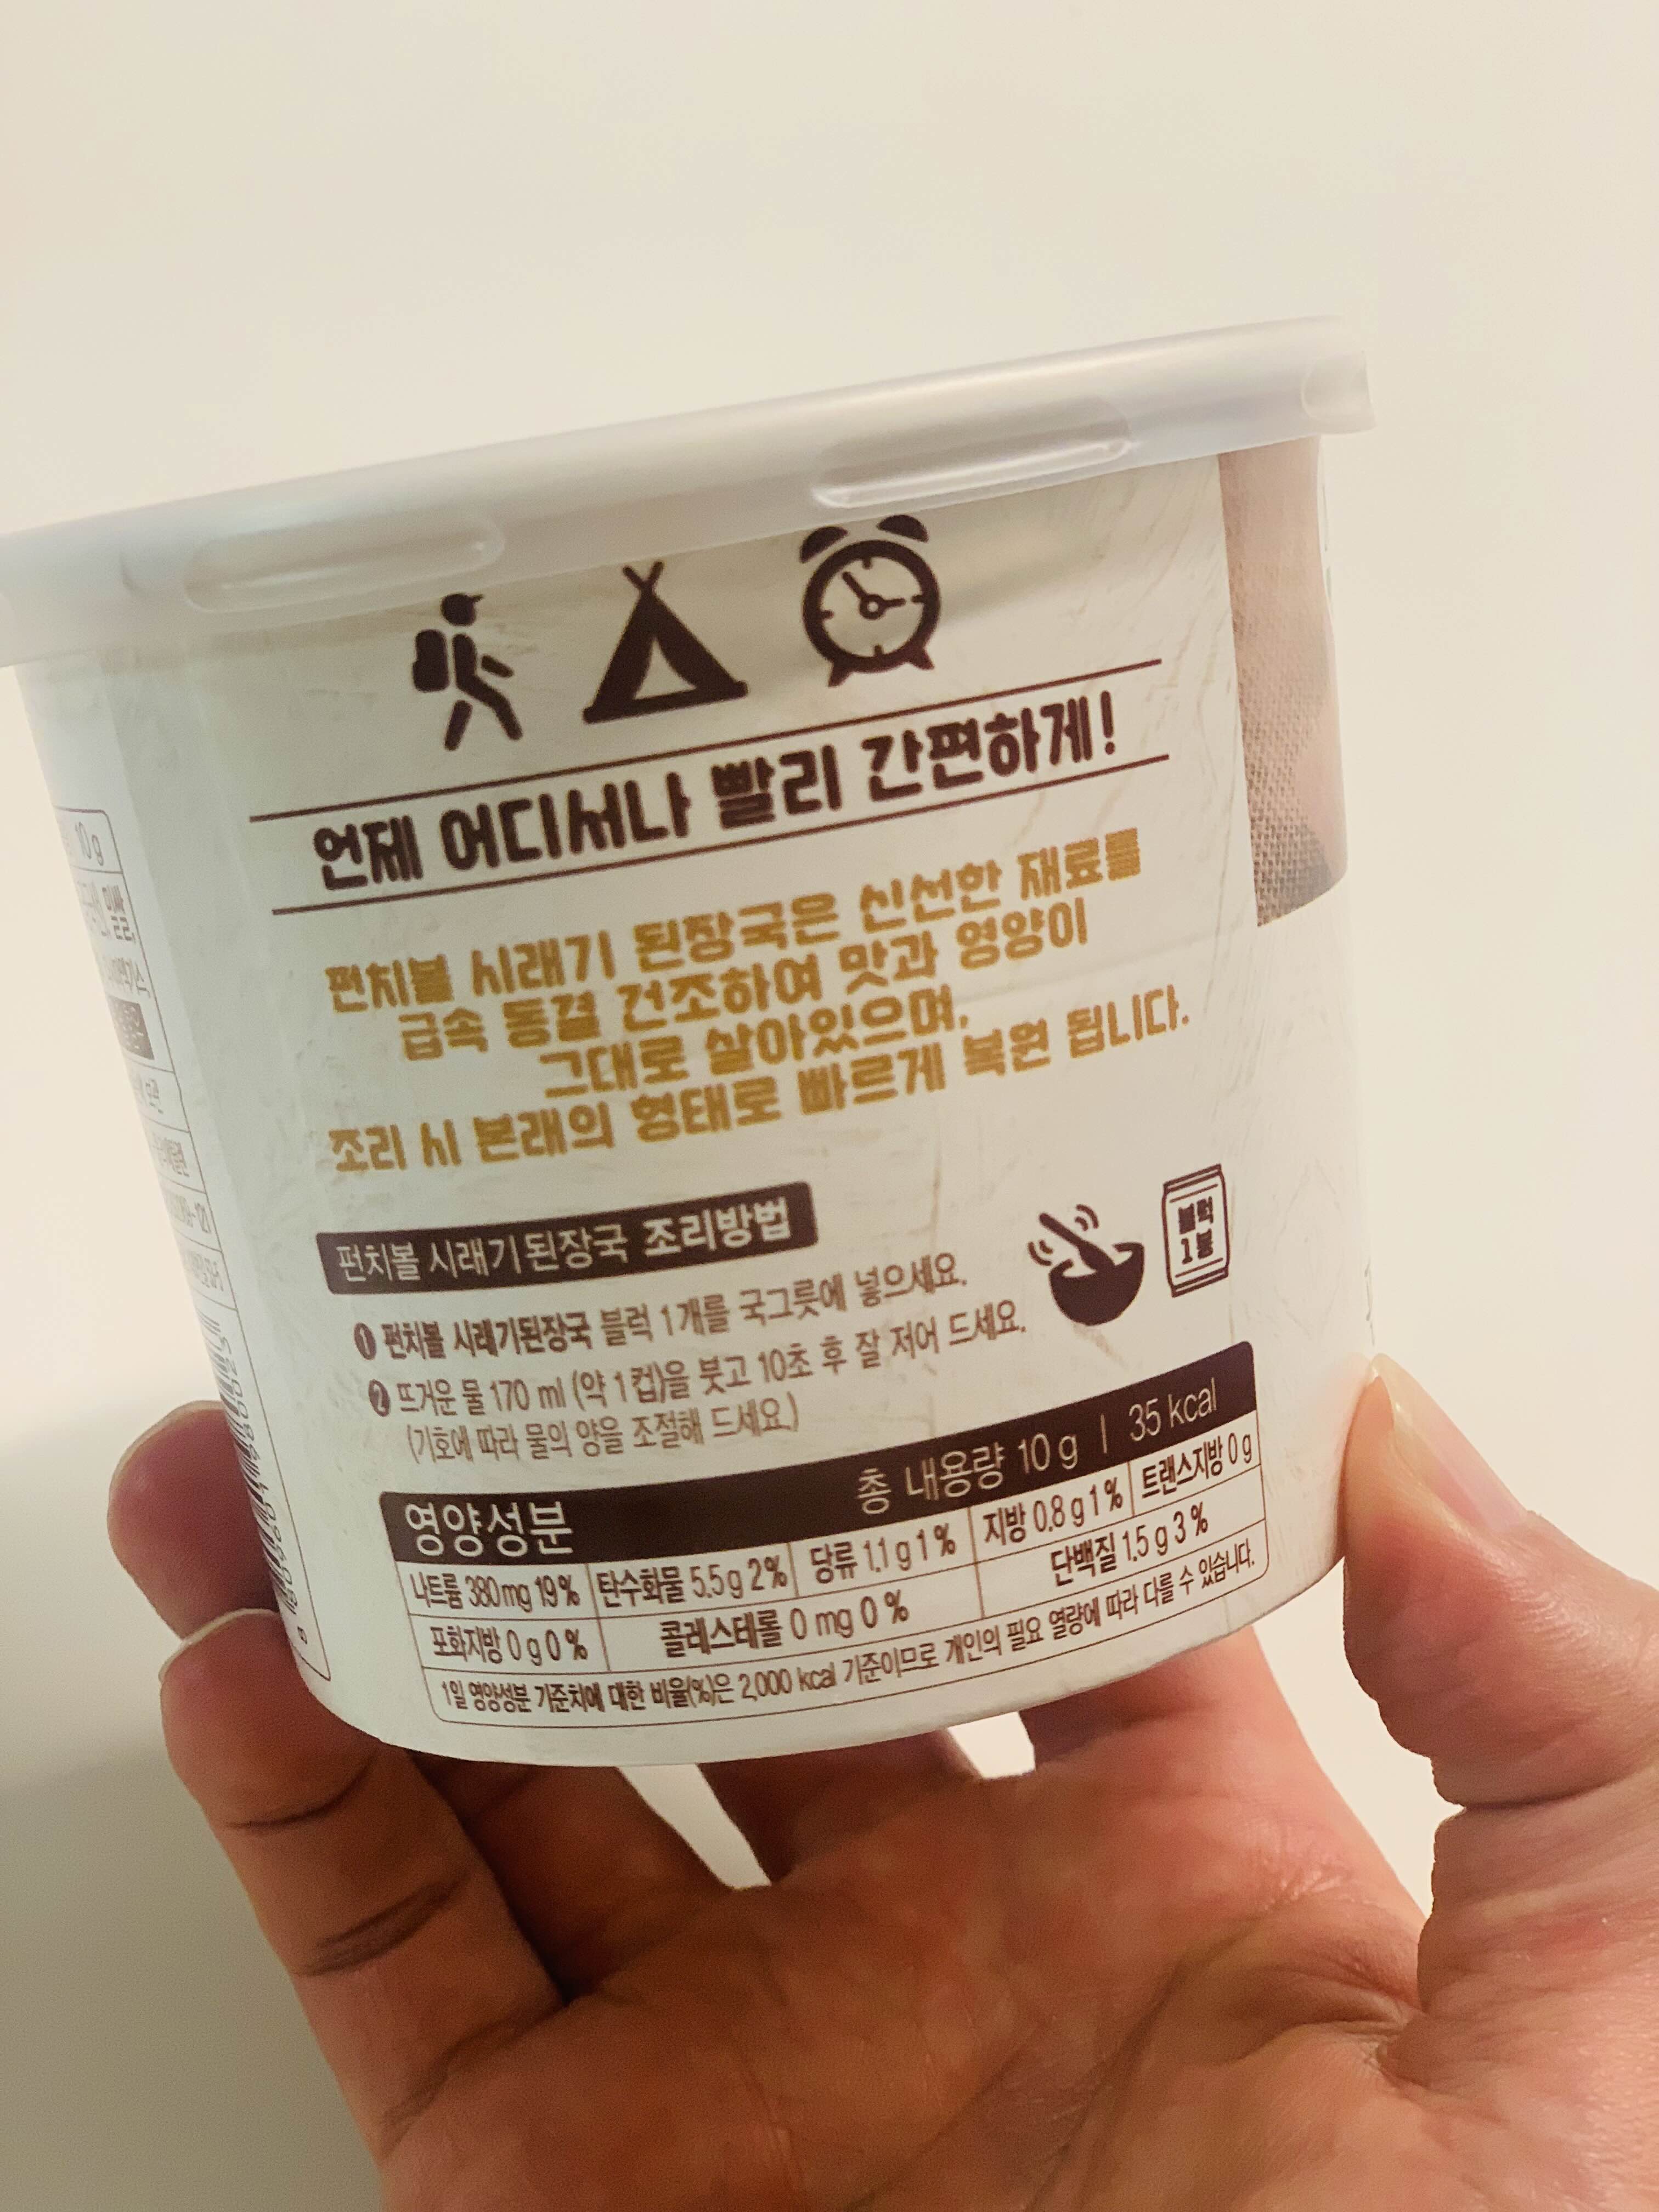 언제 어디서나 빨리 간편하게!
펀치볼 시래기 된장국은 신선한 재료를
급속 동결 건조하여 맛과 영양이
그대로 살아있으며,
조리 시 본래의 형태로 빠르게 복원 됩니다.
펀치볼 시래기된장국 조리방법
블럭
1봉
❶ 펀치볼 시래기된장국 블럭 1개를 국그릇에 넣으세요.
❷ 뜨거운 물 170 ml (약 1컵)을 붓고 10초 후 잘 저어 드세요.
(기호에 따라 물의 양을 조절해 드세요.)
영양성분 총 내용량 10 g | 35 kcal
나트륨 380 mg 19 % 탄수화물 5.5 g 2 % 당류 1.1 g 1 % 지방 0.8 g 1 % 트랜스지방 0 g
포화지방 0 g 0 % 콜레스테롤 0 mg 0 % 단백질 1.5 g 3 %
1일 영양성분 기준치에 대한 비율(%)은 2,000 kcal 기준이므로 개인의 필요 열량에 따라 다를 수 있습니다.
10 g